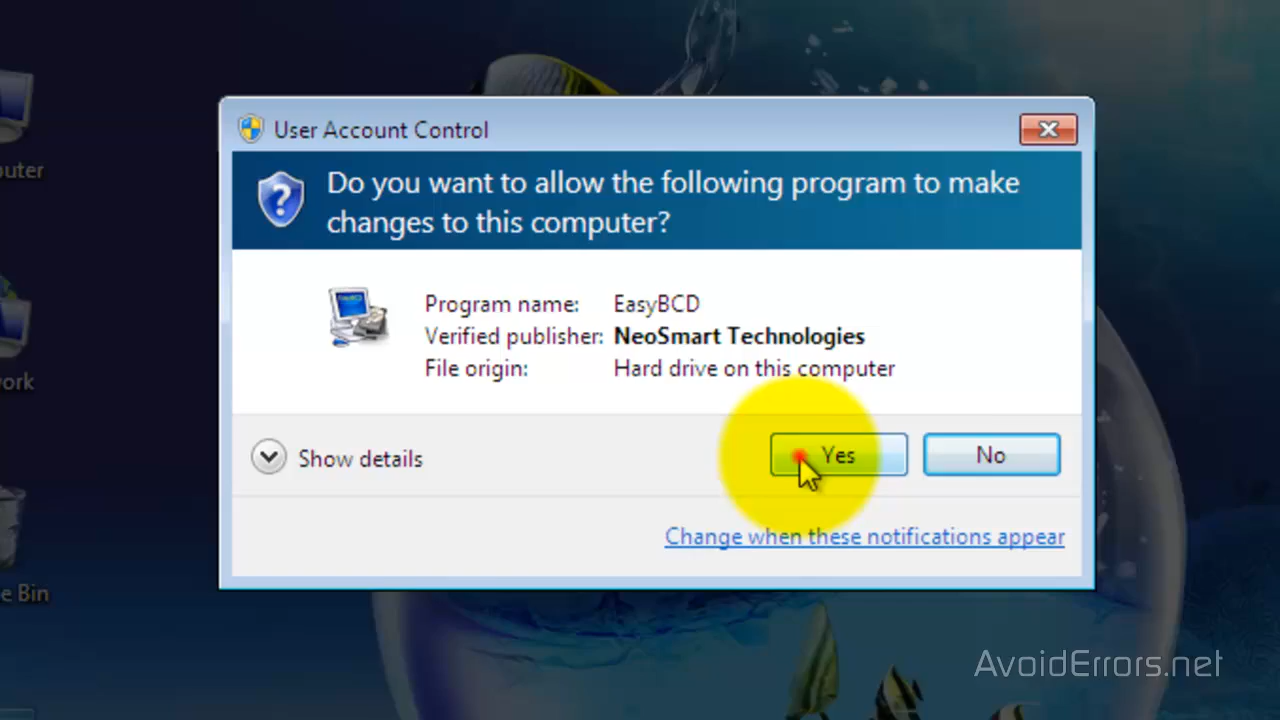 User Account Control
Do you want to allow the following program to make
changes to this computer?
Program name: EasyBCD
Verified publisher: NeoSmart Technologies
File origin: Hard drive on this computer
Show details
Yes
No
Change when these notifications appear
e Bin
AvoidErrors.net